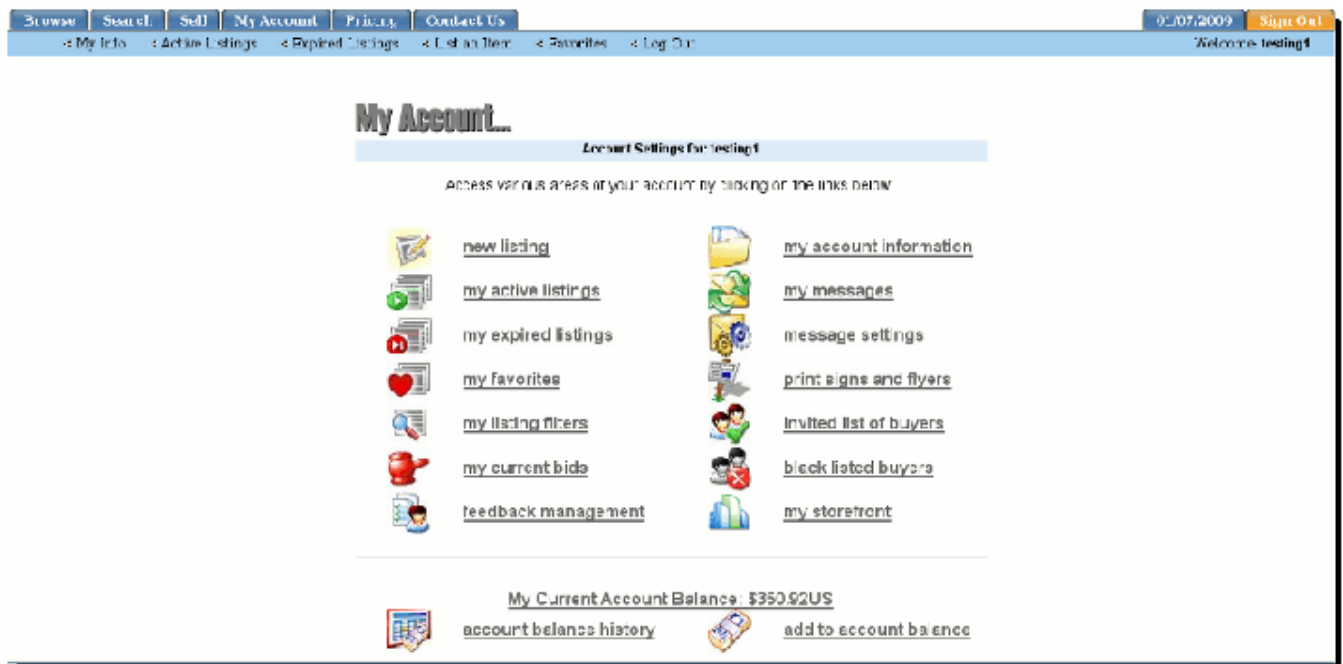 Browse Search Sell My Account Pricing Contact Us 01/07/2009 Sign Out
< My Info < Active Listings < Expired Listings < List an Item < Favorites < Log Out Welcome, testing1
My Account...
Account Settings for testing1
Access various areas of your account by clicking on the links below
new listing my account information
my active listings my messages
my expired listings message settings
my favorites print signs and flyers
my listing filters invited list of buyers
my current bids black listed buyers
feedback management my storefront
My Current Account Balance: $350.92US
account balance history add to account balance